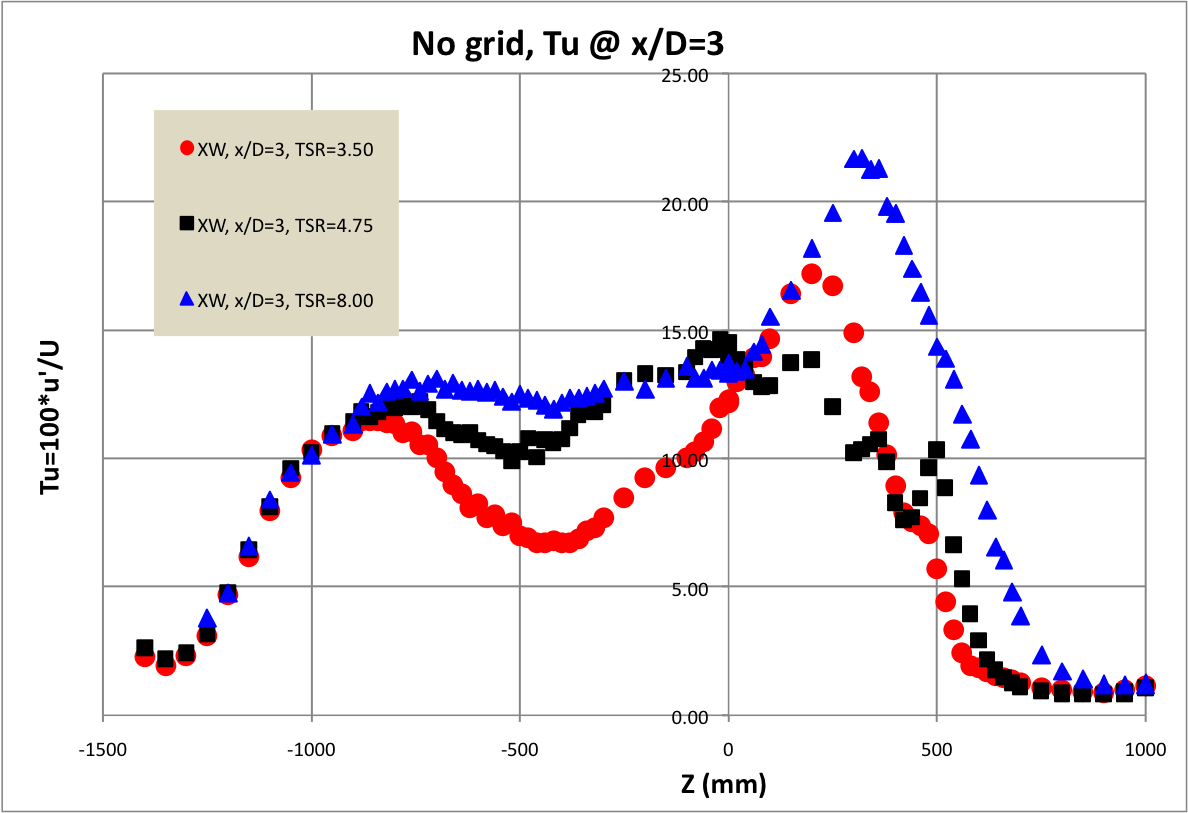 No grid, Tu @ x/D=3
25.00
XW, x/D=3, TSR=3.50
20.00
XW, x/D=3, TSR=4.75
XW, x/D=3, TSR=8.00
15.00
Tu=100*u'/U
10.00
5.00
0.00
-1500 -1000 -500 0 500 1000
Z (mm)